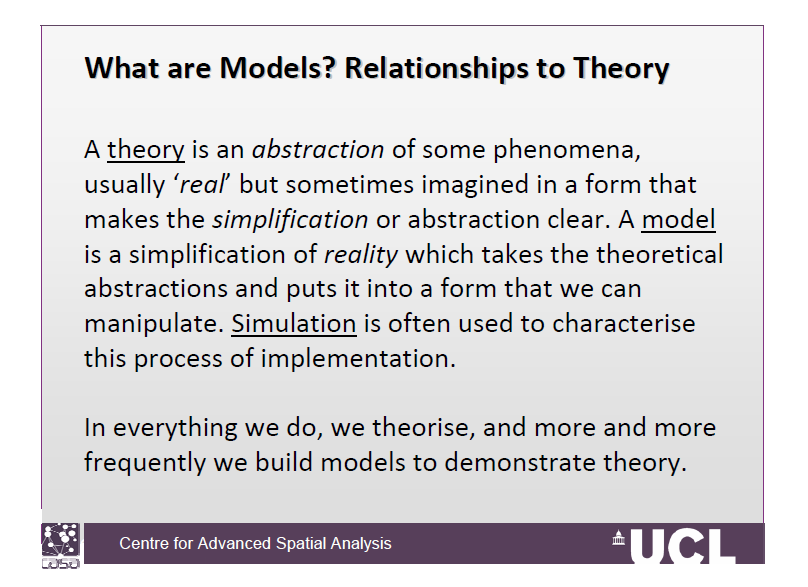 What are Models? Relationships to Theory
A theory is an abstraction of some phenomena,
usually ‘real’ but sometimes imagined in a form that
makes the simplification or abstraction clear. A model
is a simplification of reality which takes the theoretical
abstractions and puts it into a form that we can
manipulate. Simulation is often used to characterise
this process of implementation.
In everything we do, we theorise, and more and more
frequently we build models to demonstrate theory.
casa
Centre for Advanced Spatial Analysis
UCL